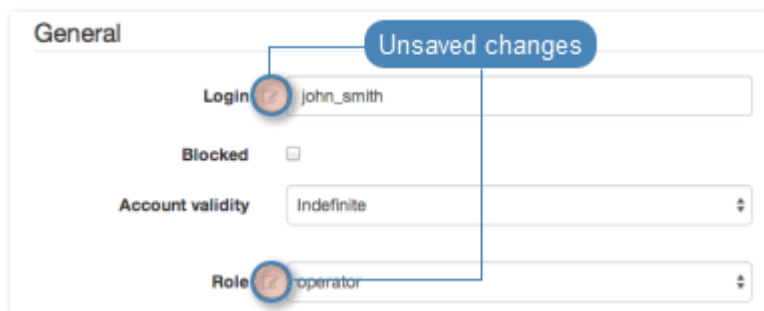 General
Unsaved changes
Login john_smith
Blocked
Account validity Indefinite
Role operator